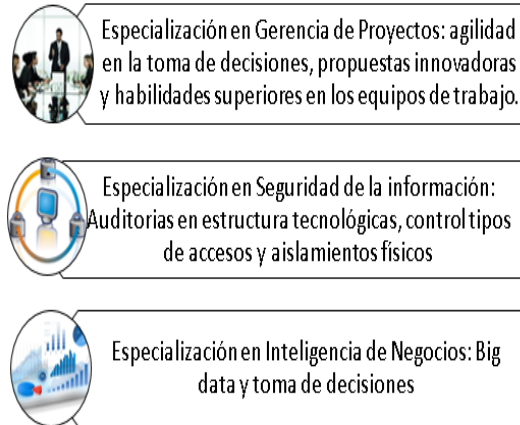 Especialización en Gerencia de Proyectos: agilidad
en la toma de decisiones, propuestas innovadoras
y habilidades superiores en los equipos de trabajo.
Especialización en Seguridad de la información:
Auditorias en estructura tecnológicas, control tipos
de accesos y aislamientos físicos
Especialización en Inteligencia de Negocios: Big
data y toma de decisiones